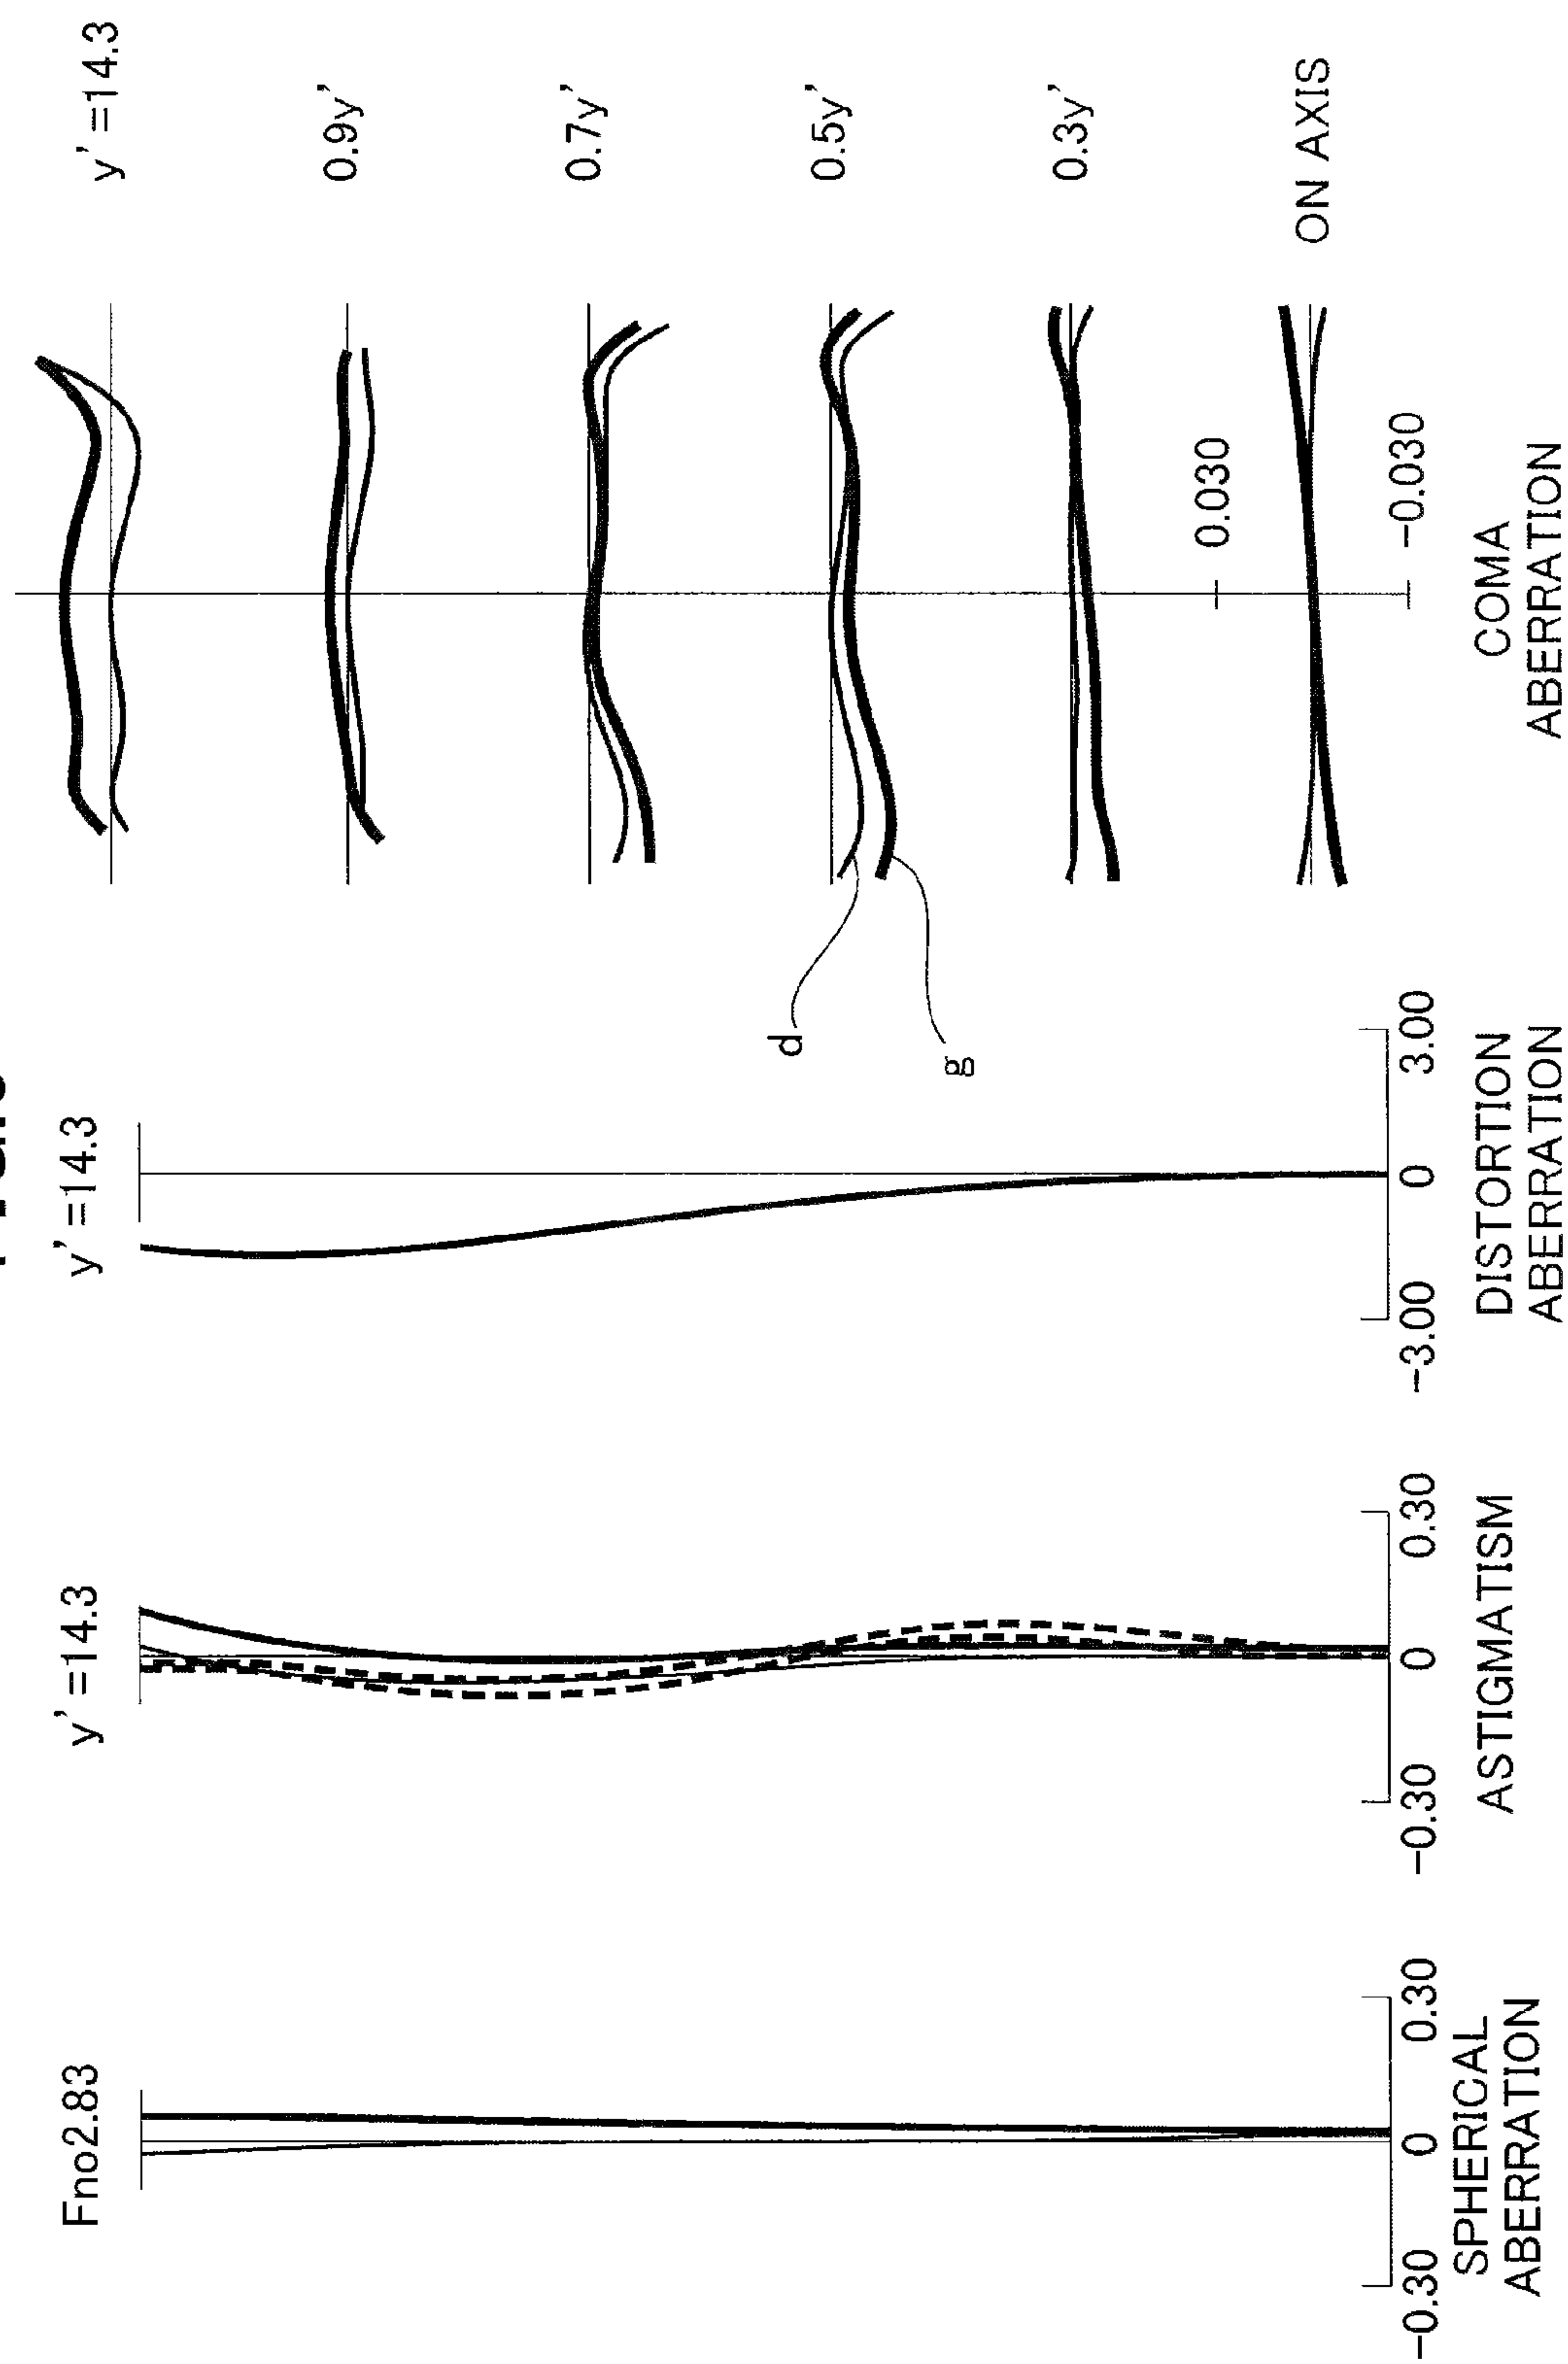 Fno2.83
-0.30
0
0.30
SPHERICAL
ABERRATION
y'=14.3
-0.30
0
0.30
ASTIGMATISM
y'=14.3
-3.00
0
3.00
DISTORTION
ABERRATION
d
g
y'=14.3
0.9y'
0.7y'
0.5y'
0.3y'
0.030
ON AXIS
-0.030
COMA
ABERRATION